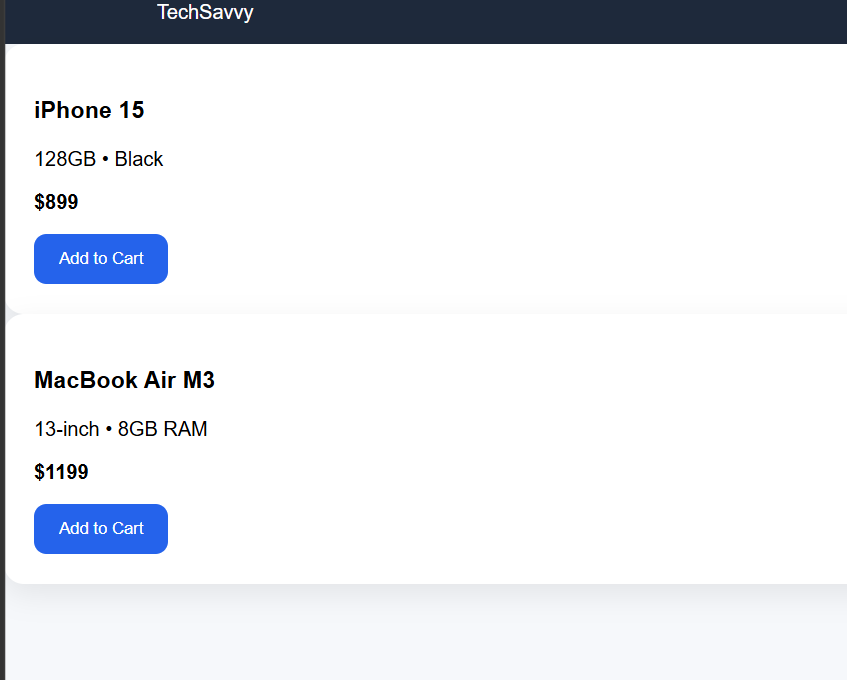 TechSavvy
iPhone 15
128GB • Black
$899
Add to Cart
MacBook Air M3
13-inch • 8GB RAM
$1199
Add to Cart